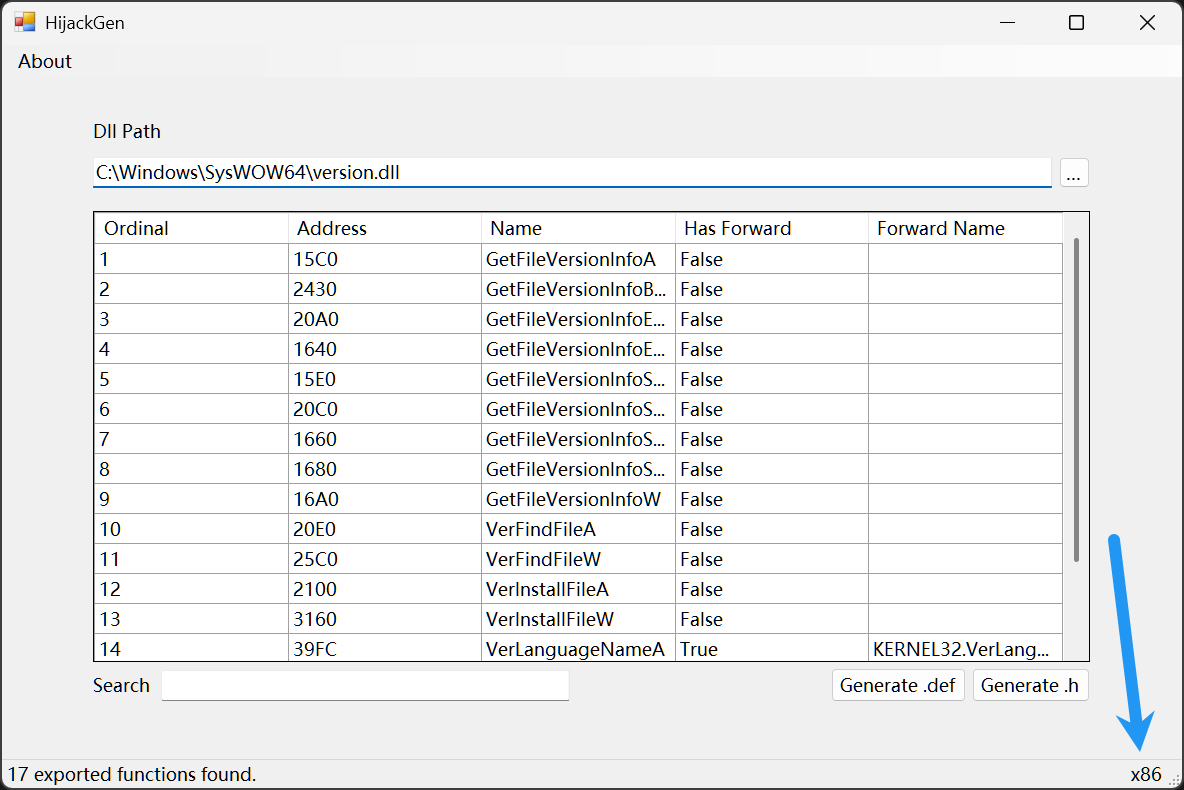 HijackGen
About
Dll Path
C:\Windows\SysWOW64\version.dll
...
Ordinal Address Name Has Forward Forward Name
1 15C0 GetFileVersionInfoA False
2 2430 GetFileVersionInfoB... False
3 20A0 GetFileVersionInfoE... False
4 1640 GetFileVersionInfoE... False
5 15E0 GetFileVersionInfoS... False
6 20C0 GetFileVersionInfoS... False
7 1660 GetFileVersionInfoS... False
8 1680 GetFileVersionInfoS... False
9 16A0 GetFileVersionInfoW False
10 20E0 VerFindFileA False
11 25C0 VerFindFileW False
12 2100 VerInstallFileA False
13 3160 VerInstallFileW False
14 39FC VerLanguageNameA True KERNEL32.VerLang...
Search Generate .def Generate .h
17 exported functions found. x86